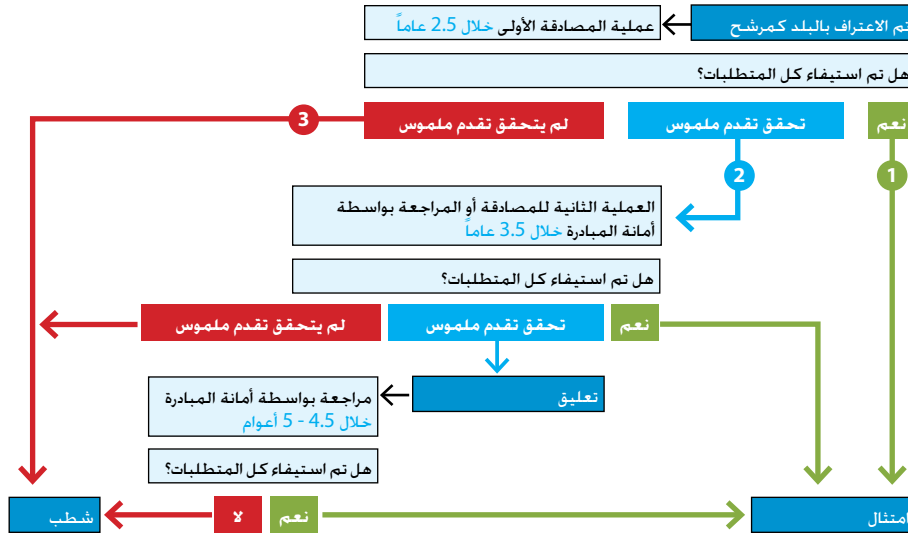 تم الاعتراف بالبلد كمرشح
عملية المصادقة الأولى خلال 2.5 عاماً
هل تم استيفاء كل المتطلبات؟
نعم
تحقق تقدم ملموس
لم يتحقق تقدم ملموس
1
2
3
العملية الثانية للمصادقة أو المراجعة بواسطة
أمانة المبادرة خلال 3.5 عاماً
هل تم استيفاء كل المتطلبات؟
نعم
تحقق تقدم ملموس
لم يتحقق تقدم ملموس
تعليق
مراجعة بواسطة أمانة المبادرة
خلال 4.5 - 5 أعوام
هل تم استيفاء كل المتطلبات؟
امتثال
نعم
لا
شطب